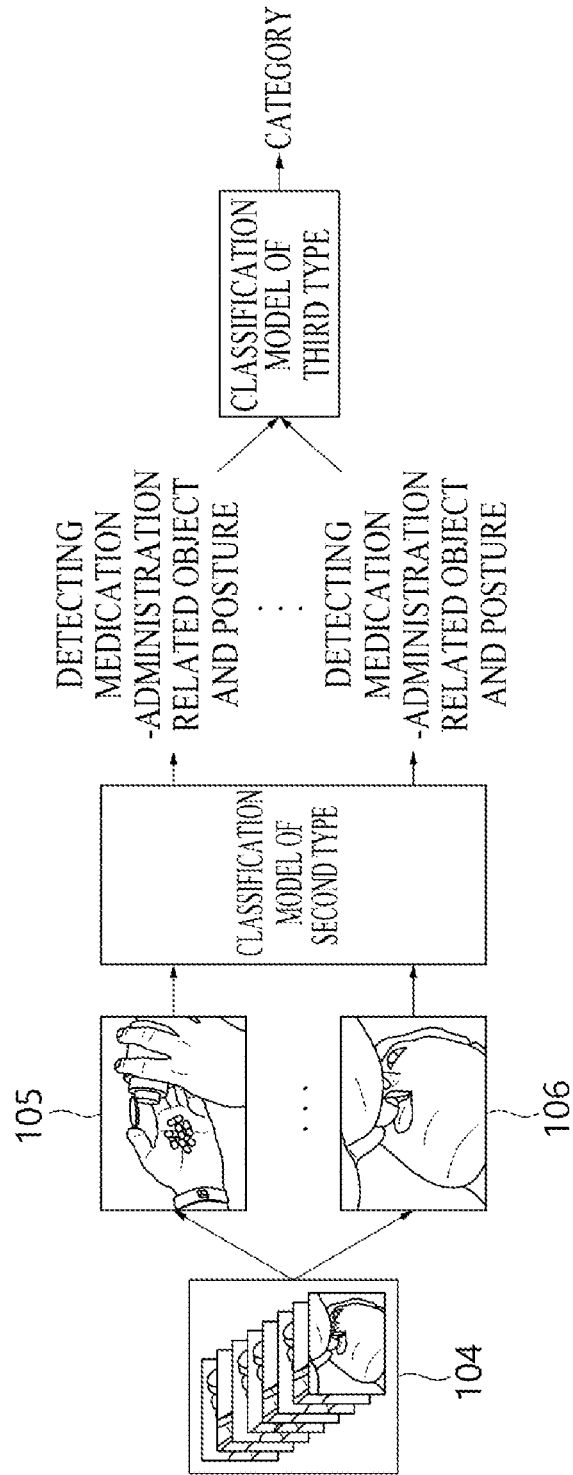 104
105
. . .
106
CLASSIFICATION
MODEL OF
SECOND TYPE
DETECTING
MEDICATION
-ADMINISTRATION
RELATED OBJECT
AND POSTURE
. . .
DETECTING
MEDICATION
-ADMINISTRATION
RELATED OBJECT
AND POSTURE
CLASSIFICATION
MODEL OF
THIRD TYPE
CATEGORY